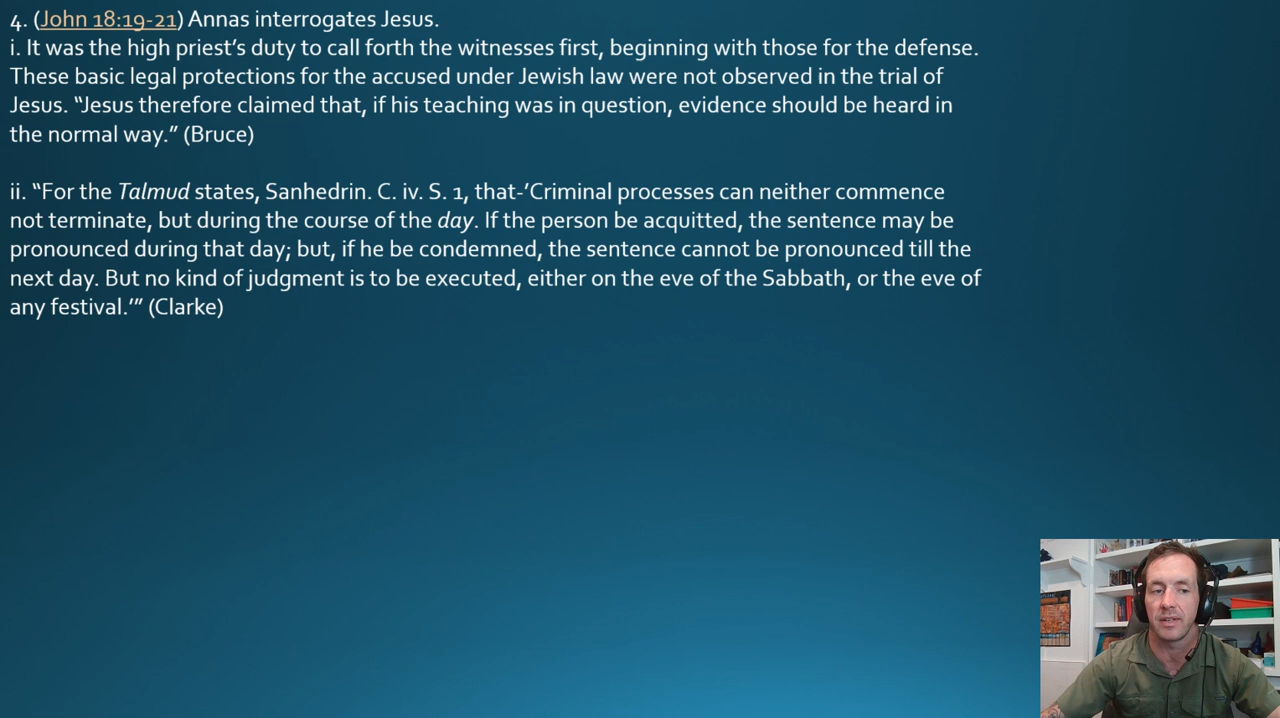 4. (John 18:19-21) Annas interrogates Jesus.
i. It was the high priest’s duty to call forth the witnesses first, beginning with those for the defense.
These basic legal protections for the accused under Jewish law were not observed in the trial of
Jesus. “Jesus therefore claimed that, if his teaching was in question, evidence should be heard in
the normal way.” (Bruce)
ii. “For the Talmud states, Sanhedrin. C. iv. S. 1, that-’Criminal processes can neither commence
not terminate, but during the course of the day. If the person be acquitted, the sentence may be
pronounced during that day; but, if he be condemned, the sentence cannot be pronounced till the
next day. But no kind of judgment is to be executed, either on the eve of the Sabbath, or the eve of
any festival.’” (Clarke)